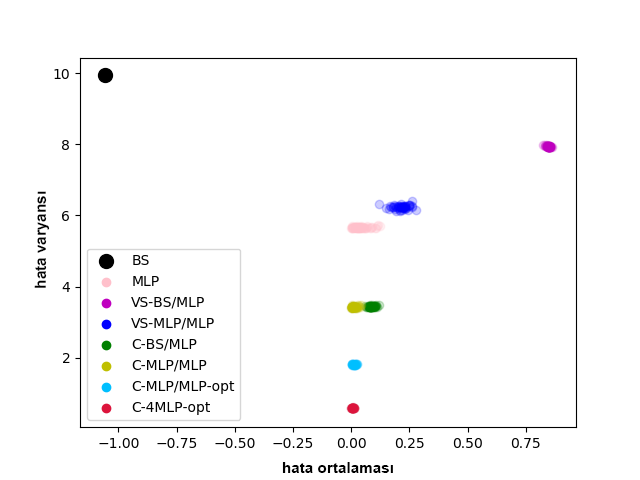 10
8
6
4
2
hata varyansı
BS
MLP
VS-BS/MLP
VS-MLP/MLP
C-BS/MLP
C-MLP/MLP
C-MLP/MLP-opt
C-4MLP-opt
−1.00 −0.75 −0.50 −0.25 0.00 0.25 0.50 0.75
hata ortalaması